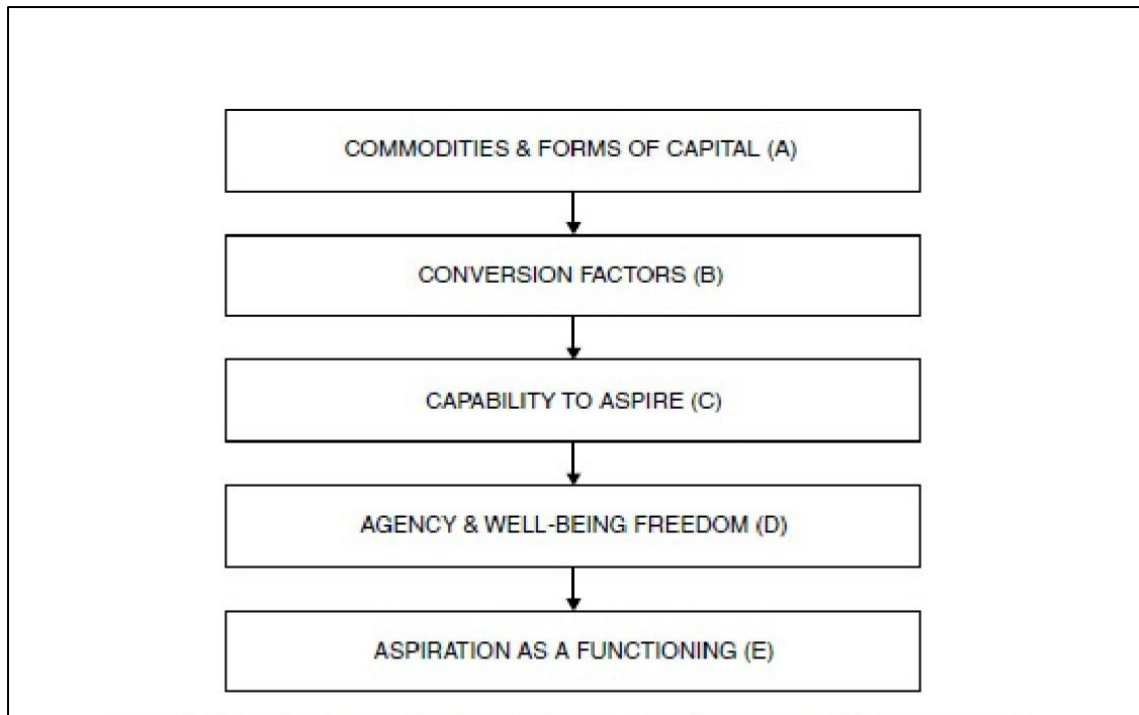 COMMODITIES & FORMS OF CAPITAL (A)
CONVERSION FACTORS (B)
CAPABILITY TO ASPIRE (C)
AGENCY & WELL-BEING FREEDOM (D)
ASPIRATION AS A FUNCTIONING (E)